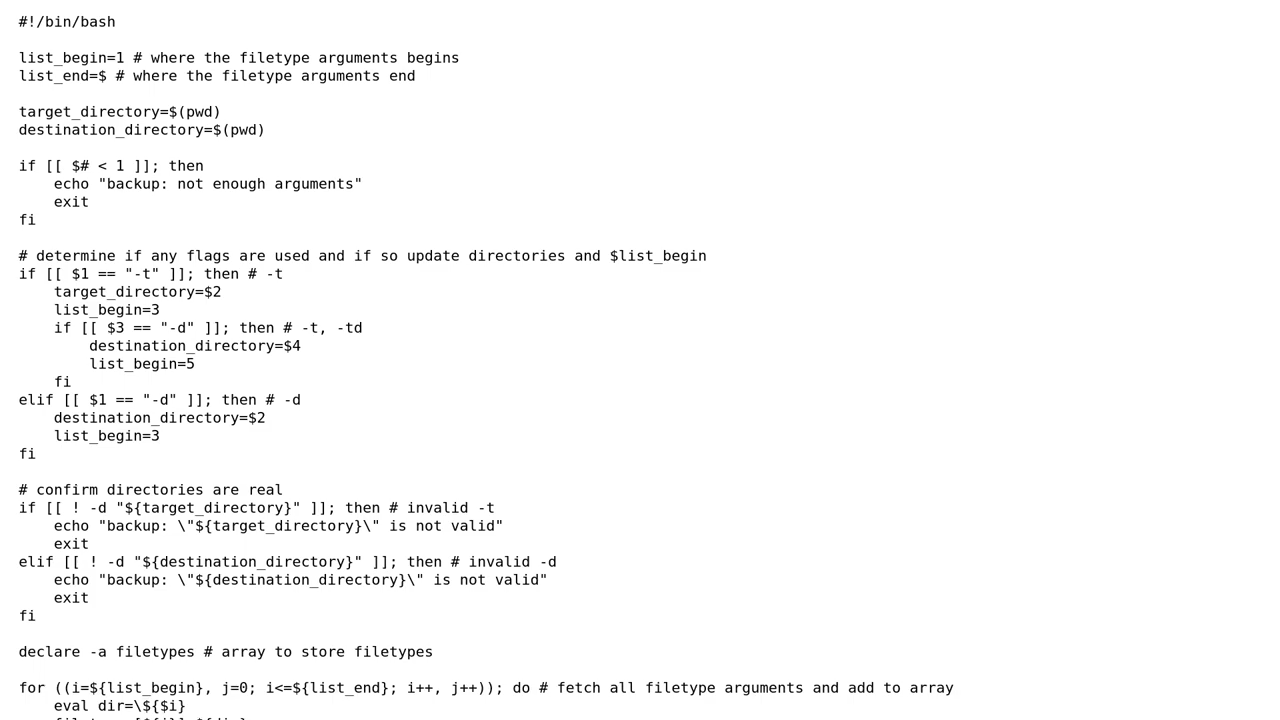 #!/bin/bash

list_begin=1 # where the filetype arguments begins
list_end=$ # where the filetype arguments end

target_directory=$(pwd)
destination_directory=$(pwd)

if [[ $# < 1 ]]; then
    echo "backup: not enough arguments"
    exit
fi

# determine if any flags are used and if so update directories and $list_begin
if [[ $1 == "-t" ]]; then # -t
    target_directory=$2
    list_begin=3
    if [[ $3 == "-d" ]]; then # -t, -td
        destination_directory=$4
        list_begin=5
    fi
elif [[ $1 == "-d" ]]; then # -d
    destination_directory=$2
    list_begin=3
fi

# confirm directories are real
if [[ ! -d "${target_directory}" ]]; then # invalid -t
    echo "backup: \"${target_directory}\" is not valid"
    exit
elif [[ ! -d "${destination_directory}" ]]; then # invalid -d
    echo "backup: \"${destination_directory}\" is not valid"
    exit
fi

declare -a filetypes # array to store filetypes

for ((i=${list_begin}, j=0; i<=${list_end}; i++, j++)); do # fetch all filetype arguments and add to array
    eval dir=\${$i}